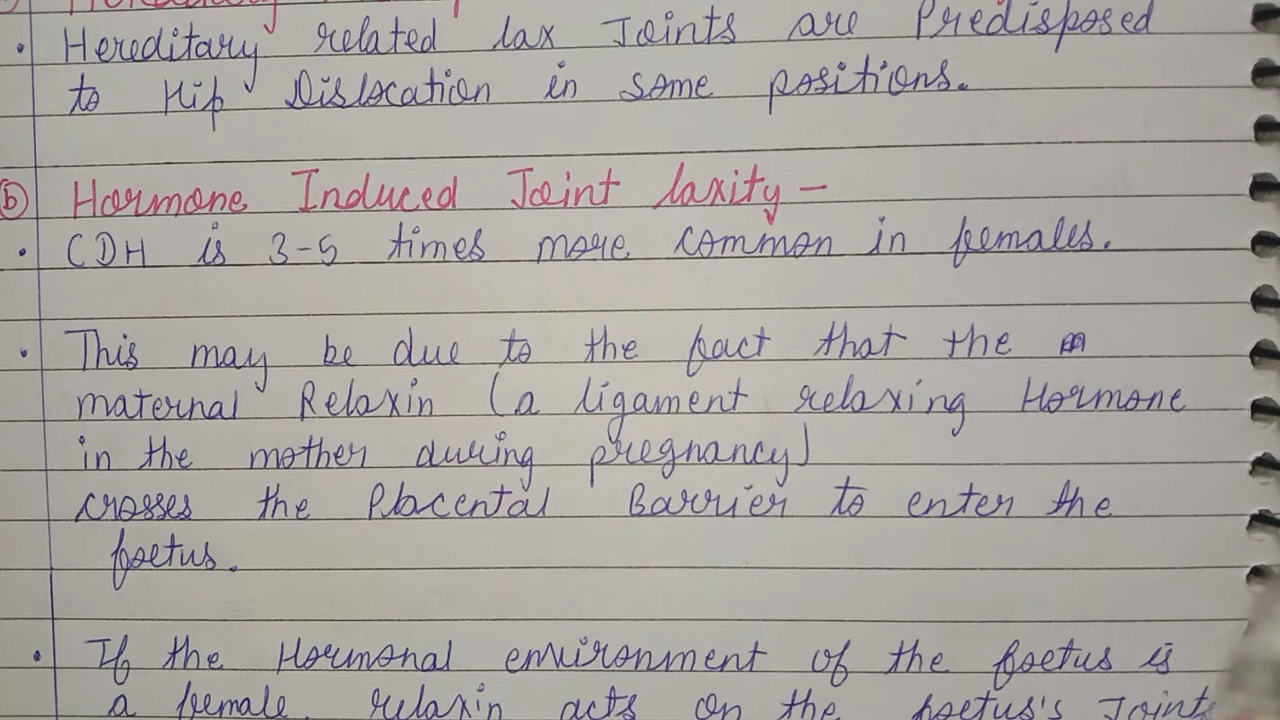 • Hereditary related lax Joints are Predisposed
to Hip Dislocation in some positions.
b) Hormone Induced Joint laxity -
• CDH is 3-5 times more common in females.
• This may be due to the fact that the
maternal Relaxin (a ligament relaxing Hormone
in the mother during pregnancy)
crosses the Placental Barrier to enter the
foetus.
• If the Hormonal environment of the foetus is
a female relaxin acts on the foetus's Joints